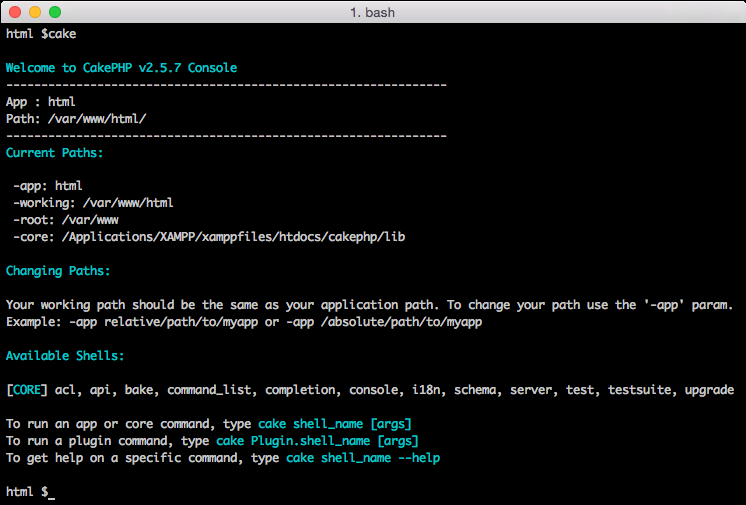 1. bash
html $cake
Welcome to CakePHP v2.5.7 Console
---------------------------------------------------------------
App : html
Path: /var/www/html/
---------------------------------------------------------------
Current Paths:
-app: html
-working: /var/www/html
-root: /var/www
-core: /Applications/XAMPP/xamppfiles/htdocs/cakephp/lib
Changing Paths:
Your working path should be the same as your application path. To change your path use the '-app' param.
Example: -app relative/path/to/myapp or -app /absolute/path/to/myapp
Available Shells:
[CORE] acl, api, bake, command_list, completion, console, i18n, schema, server, test, testsuite, upgrade
To run an app or core command, type cake shell_name [args]
To run a plugin command, type cake Plugin.shell_name [args]
To get help on a specific command, type cake shell_name --help
html $_